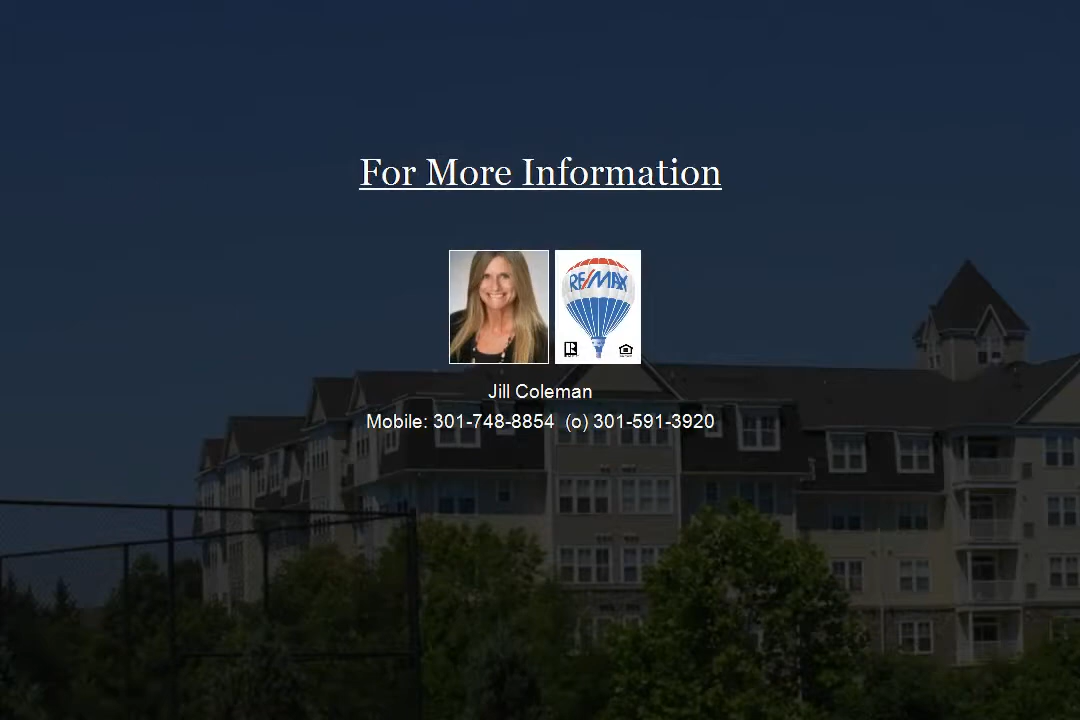 For More Information
RE/MAX
Jill Coleman
Mobile: 301-748-8854 (o) 301-591-3920